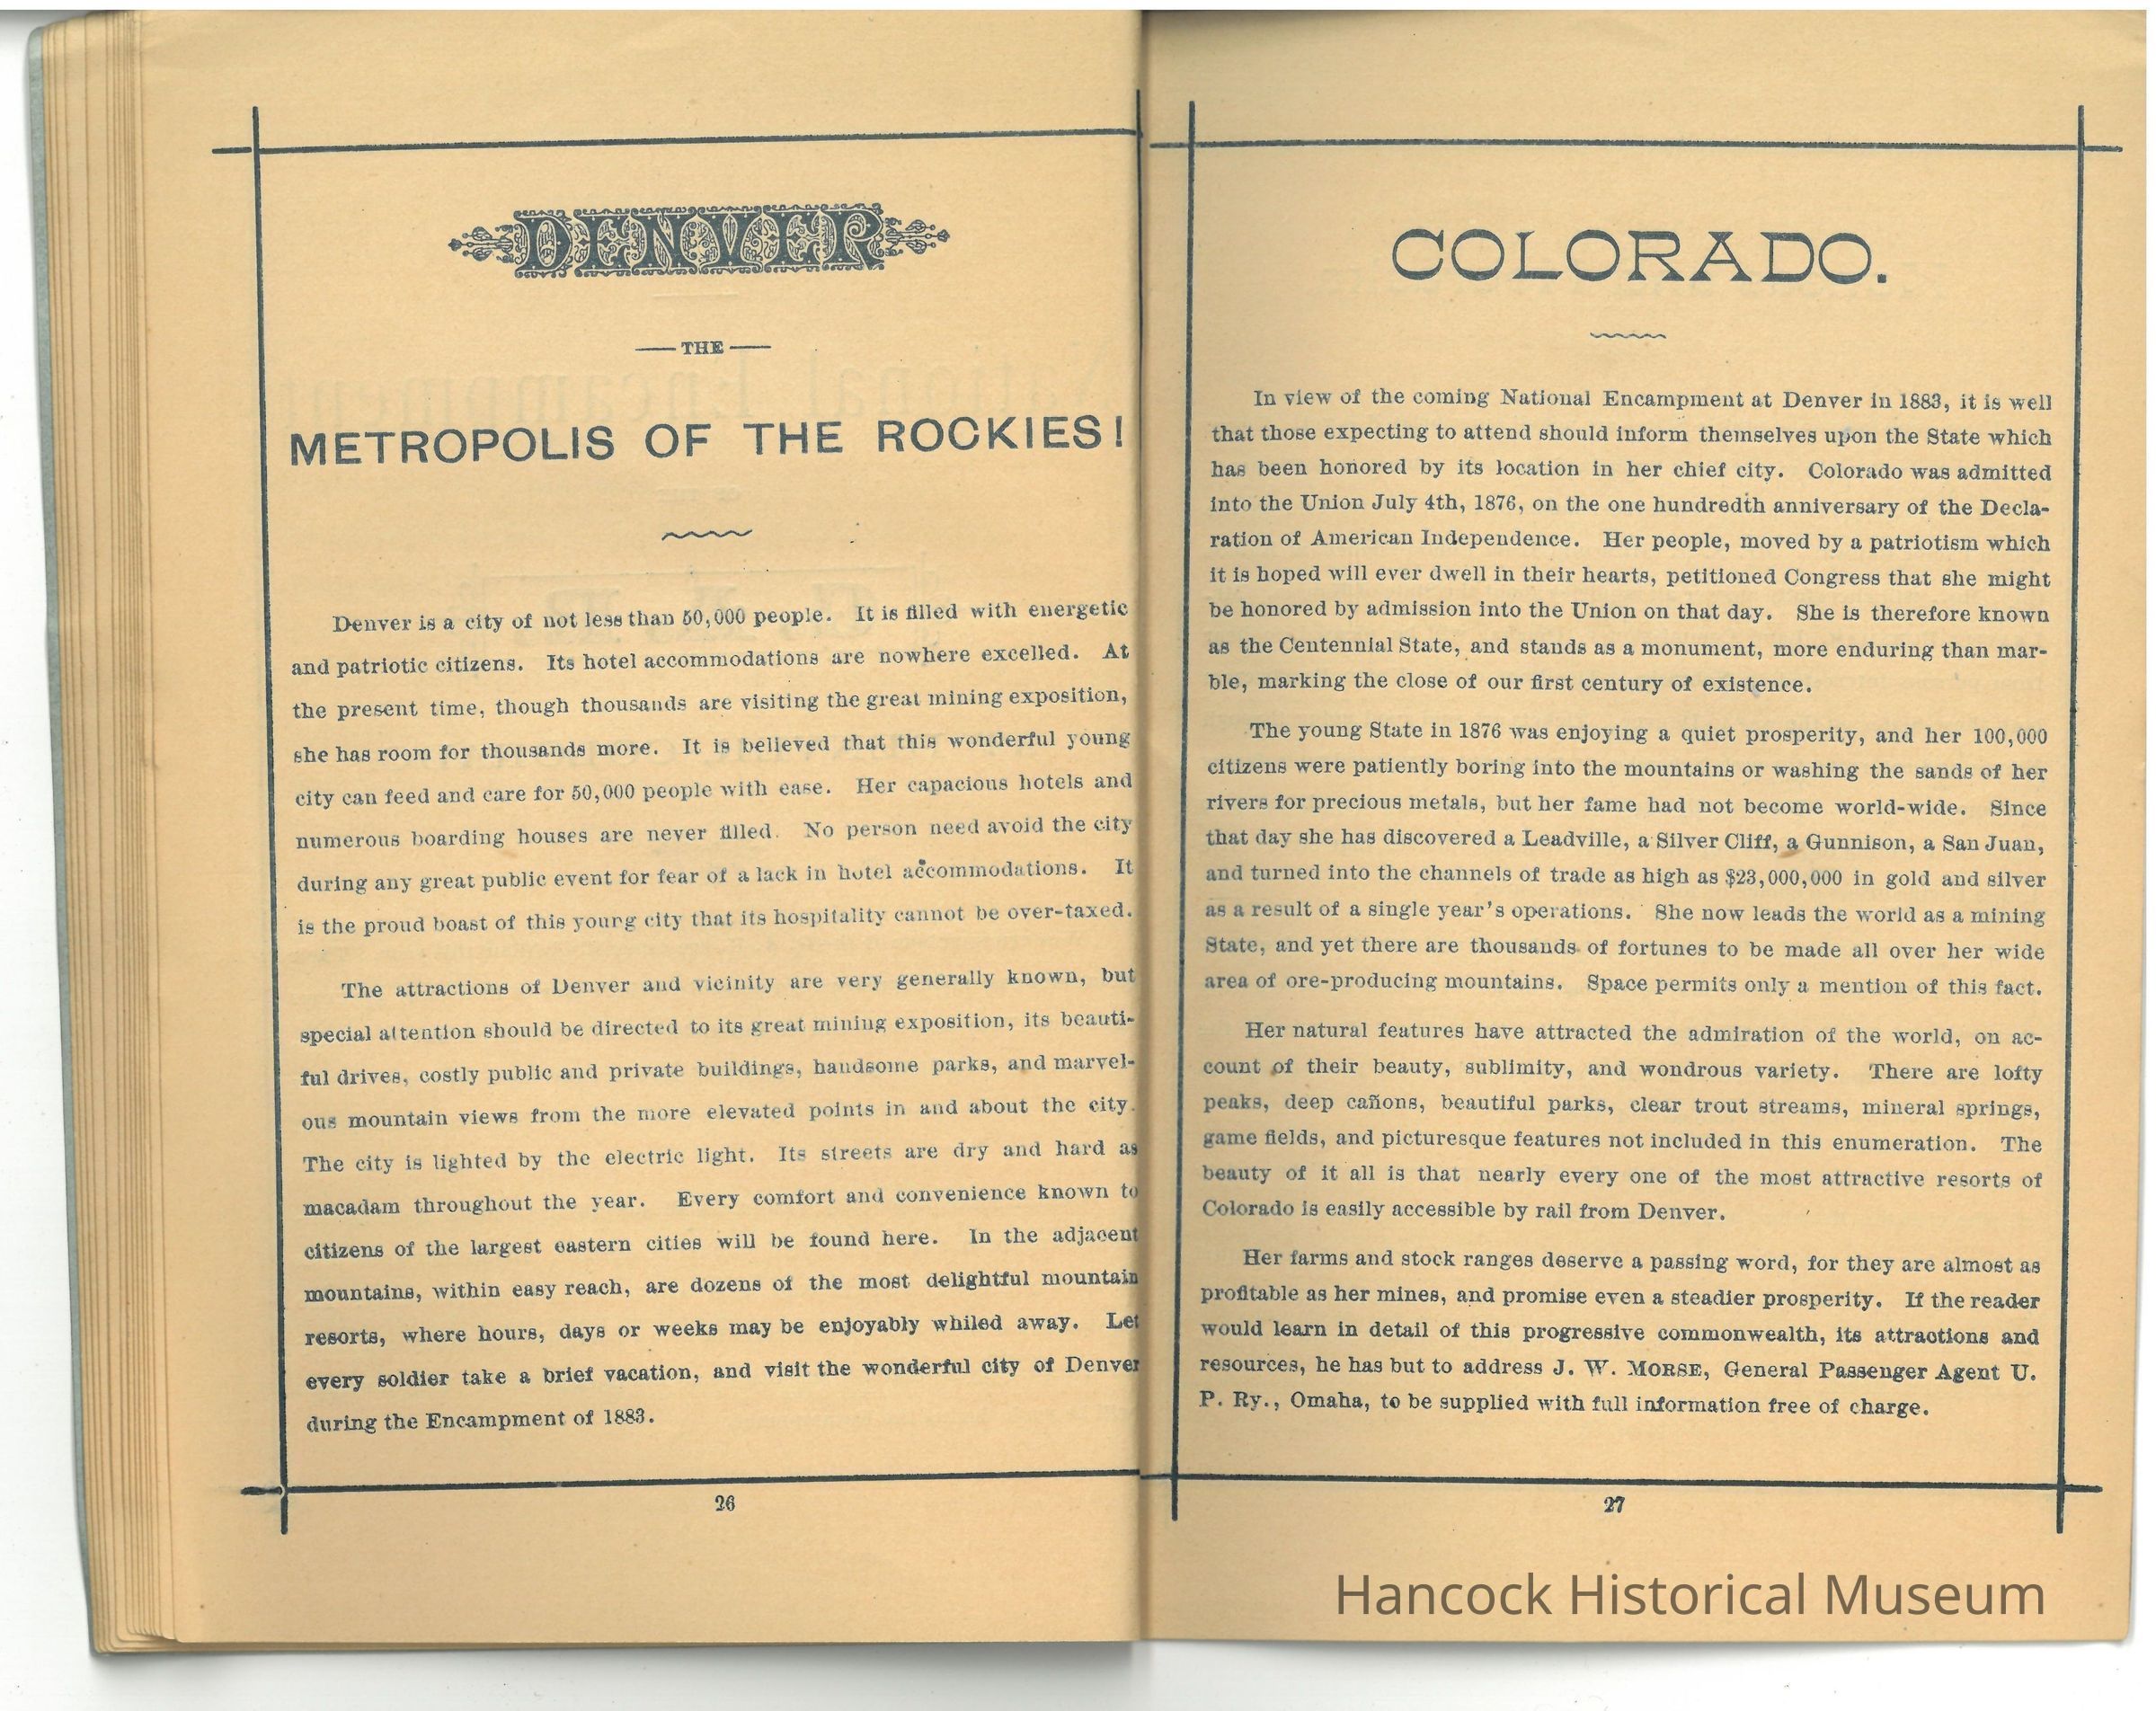 DENVER
THE
METROPOLIS OF THE ROCKIES!
Denver is a city of not less than 50,000 people. It is filled with energetic
and patriotic citizens. Its hotel accommodations are nowhere excelled. At
the present time, though thousands are visiting the great mining exposition,
she has room for thousands more. It is believed that this wonderful young
city can feed and care for 50,000 people with ease. Her capacious hotels and
numerous boarding houses are never filled. No person need avoid the city
during any great public event for fear of a lack in hotel accommodations. It
is the proud boast of this yourg city that its hospitality cannot be over-taxed.
The attractions of Denver and vicinity are very generally known, but
special attention should be directed to its great mining exposition, its beauti-
ful drives, costly public and private buildings, handsome parks, and marvel-
ous mountain views from the more elevated points in and about the city.
The city is lighted by the electric light. Its streets are dry and hard as
macadam throughout the year. Every comfort and convenience known to
citizens of the largest eastern cities will be found here. In the adjacent
mountains, within easy reach, are dozens of the most delightful mountain
resorts, where hours, days or weeks may be enjoyably whiled away. Let
every soldier take a brief vacation, and visit the wonderful city of Denver
during the Encampment of 1883.
26
COLORADO.
In view of the coming National Encampment at Denver in 1883, it is well
that those expecting to attend should inform themselves upon the State which
has been honored by its location in her chief city. Colorado was admitted
into the Union July 4th, 1876, on the one hundredth anniversary of the Decla-
ration of American Independence. Her people, moved by a patriotism which
it is hoped will ever dwell in their hearts, petitioned Congress that she might
be honored by admission into the Union on that day. She is therefore known
as the Centennial State, and stands as a monument, more enduring than mar-
ble, marking the close of our first century of existence.
The young State in 1876 was enjoying a quiet prosperity, and her 100,000
citizens were patiently boring into the mountains or washing the sands of her
rivers for precious metals, but her fame had not become world-wide. Since
that day she has discovered a Leadville, a Silver Cliff, a Gunnison, a San Juan,
and turned into the channels of trade as high as $23,000,000 in gold and silver
as a result of a single year's operations. She now leads the world as a mining
State, and yet there are thousands of fortunes to be made all over her wide
area of ore-producing mountains. Space permits only a mention of this fact.
Her natural features have attracted the admiration of the world, on ac-
count of their beauty, sublimity, and wondrous variety. There are lofty
peaks, deep cañons, beautiful parks, clear trout streams, mineral springs,
game fields, and picturesque features not included in this enumeration. The
beauty of it all is that nearly every one of the most attractive resorts of
Colorado is easily accessible by rail from Denver.
Her farms and stock ranges deserve a passing word, for they are almost as
profitable as her mines, and promise even a steadier prosperity. If the reader
would learn in detail of this progressive commonwealth, its attractions and
resources, he has but to address J. W. MORSE, General Passenger Agent U.
P. Ry., Omaha, to be supplied with full information free of charge.
27
Hancock Historical Museum